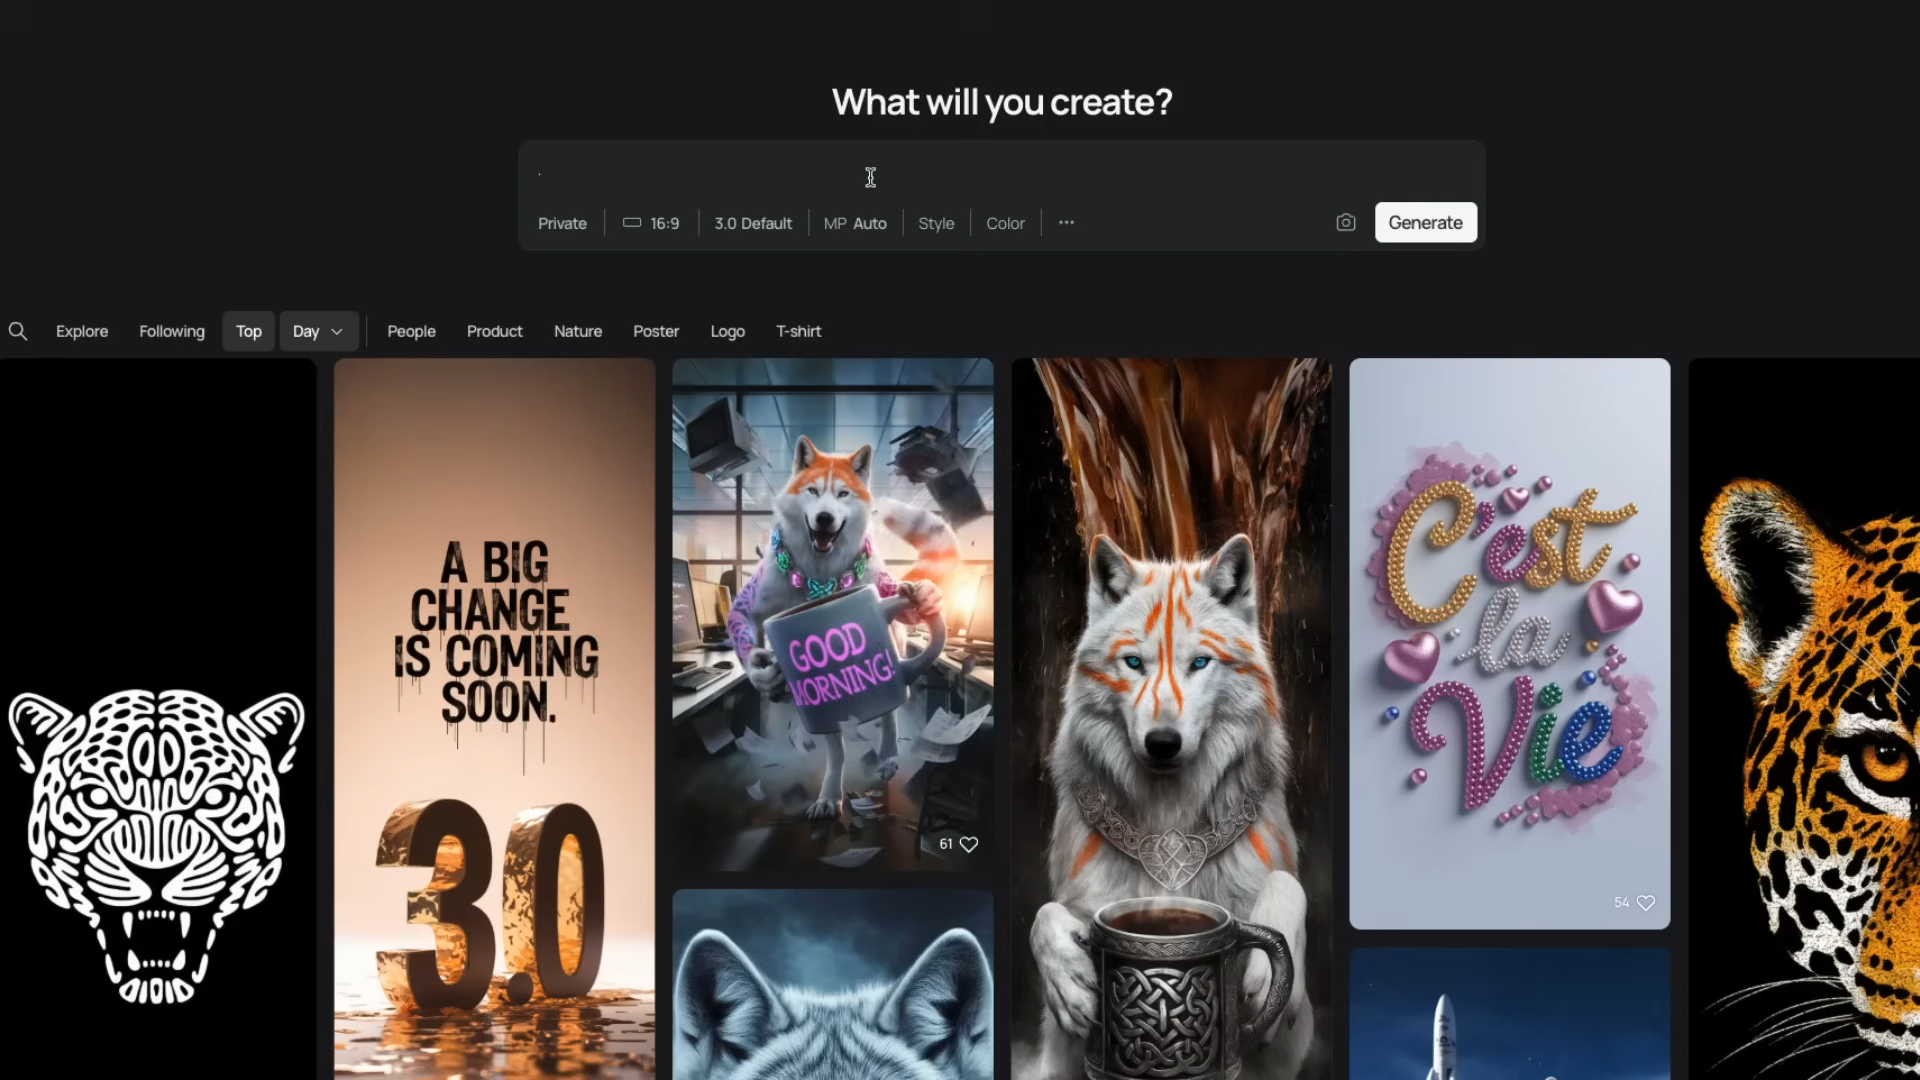 What will you create?
.
Private 16:9 3.0 Default MP Auto Style Color ... Generate
Explore Following Top Day People Product Nature Poster Logo T-shirt
A BIG
CHANGE
IS COMING
SOON.
3.0
GOOD
MORNING!
61
C'est
la
Vie
54